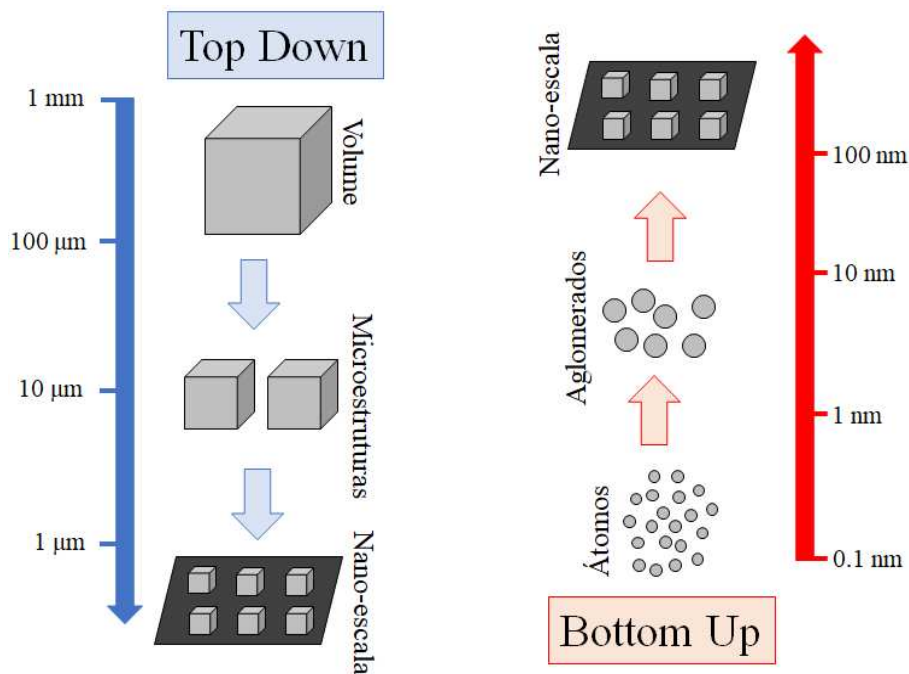 Top Down
1 mm
Volume
100 μm
Microestruturas
10 μm
1 μm
Nano-escala
Nano-escala
100 nm
10 nm
Aglomerados
1 nm
Átomos
0.1 nm
Bottom Up